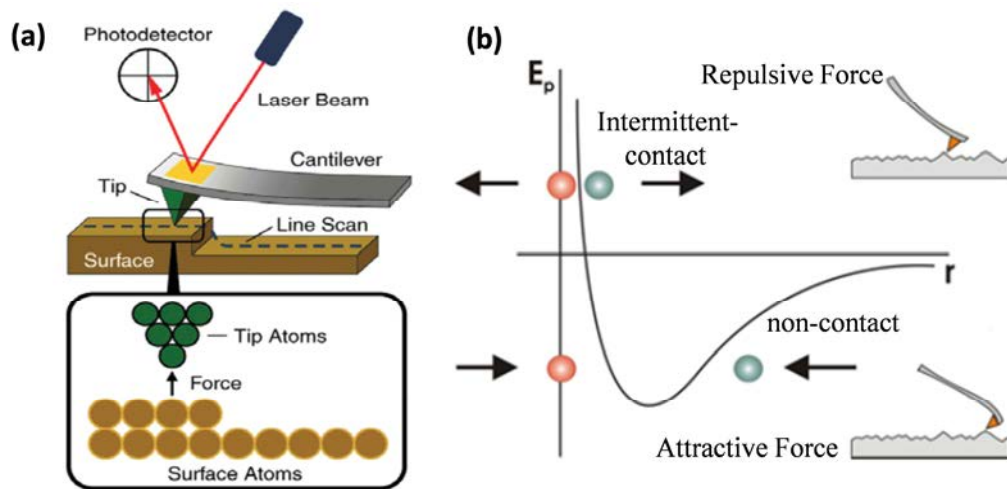 (a)
Photodetector
Laser Beam
Cantilever
Tip
Line Scan
Surface
Tip Atoms
Force
Surface Atoms
(b)
Ep
Repulsive Force
Intermittent-
contact
r
non-contact
Attractive Force